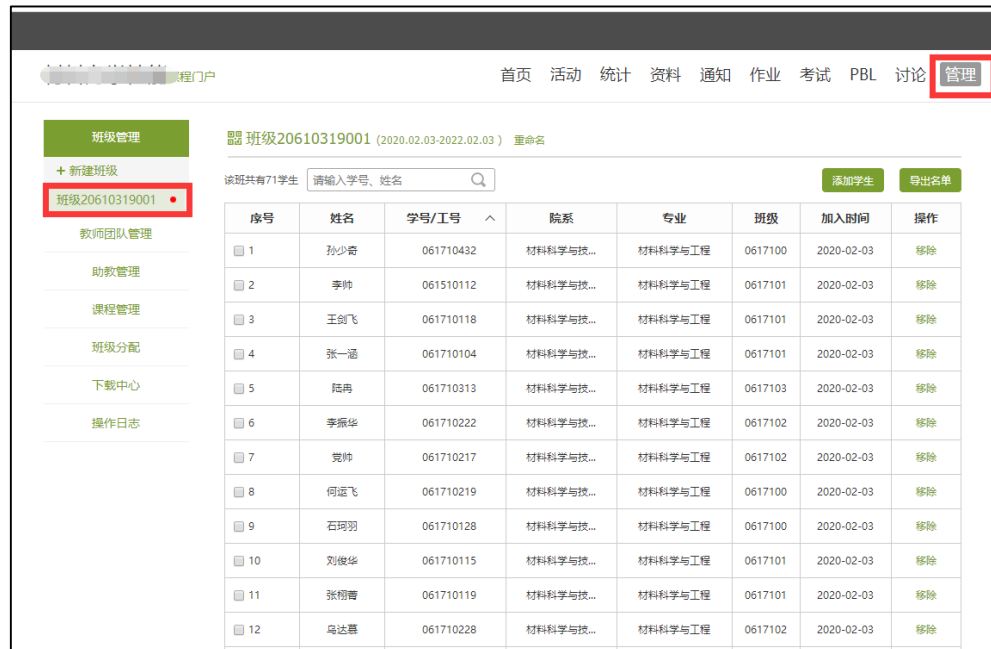 程门户
首页 活动 统计 资料 通知 作业 考试 PBL 讨论 管理
班级管理
+ 新建班级
班级20610319001
教师团队管理
助教管理
课程管理
班级分配
下载中心
操作日志
班级20610319001 (2020.02.03-2022.02.03 ) 重命名
该班共有71学生 请输入学号、姓名 添加学生 导出名单
序号 姓名 学号/工号 院系 专业 班级 加入时间 操作
1 孙少奇 061710432 材料科学与技... 材料科学与工程 0617100 2020-02-03 移除
2 李帅 061510112 材料科学与技... 材料科学与工程 0617101 2020-02-03 移除
3 王剑飞 061710118 材料科学与技... 材料科学与工程 0617101 2020-02-03 移除
4 张一涵 061710104 材料科学与技... 材料科学与工程 0617101 2020-02-03 移除
5 陆冉 061710313 材料科学与技... 材料科学与工程 0617103 2020-02-03 移除
6 李振华 061710222 材料科学与技... 材料科学与工程 0617102 2020-02-03 移除
7 党帅 061710217 材料科学与技... 材料科学与工程 0617102 2020-02-03 移除
8 何运飞 061710219 材料科学与技... 材料科学与工程 0617100 2020-02-03 移除
9 石珂羽 061710128 材料科学与技... 材料科学与工程 0617100 2020-02-03 移除
10 刘俊华 061710115 材料科学与技... 材料科学与工程 0617101 2020-02-03 移除
11 张栩菁 061710119 材料科学与技... 材料科学与工程 0617101 2020-02-03 移除
12 乌达慕 061710228 材料科学与技... 材料科学与工程 0617102 2020-02-03 移除